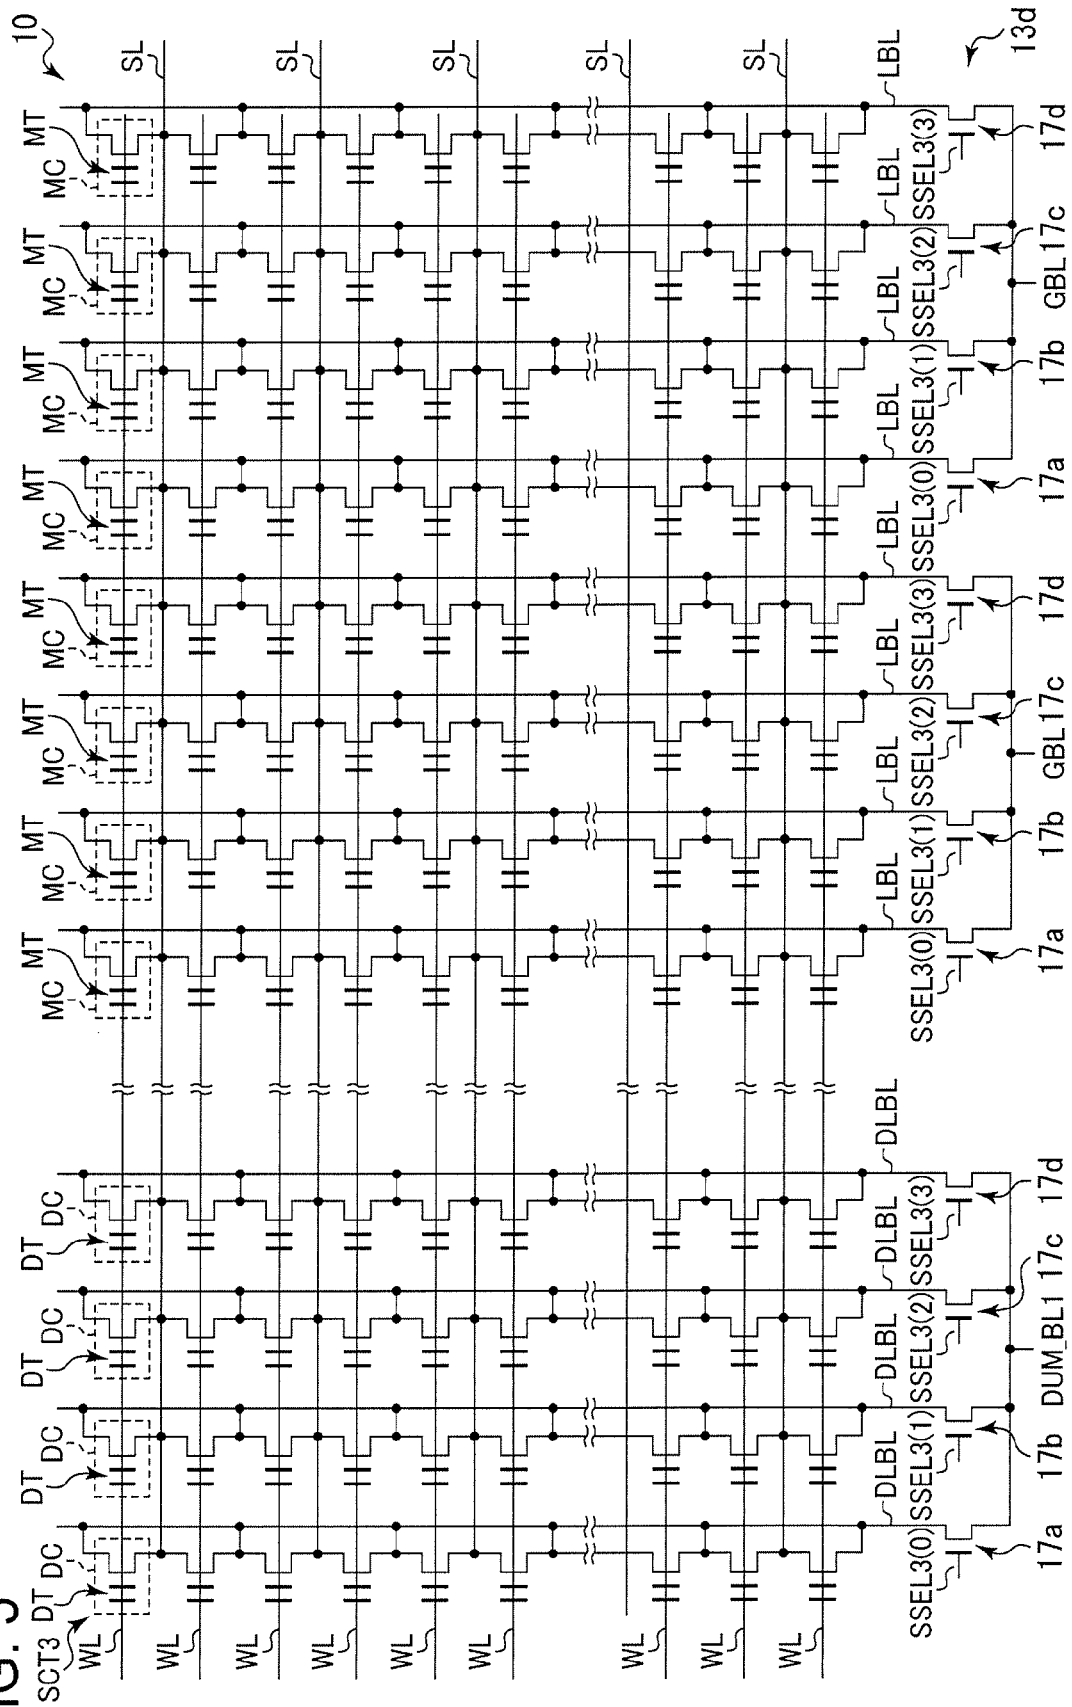 10
SCT3
DT DT DT DT MT MT MT MT MT MT MT MT
DC DC DC DC MC MC MC MC MC MC MC MC
WL
SL
WL
WL
SL
WL
WL
SL
WL
SL
WL
WL
SL
WL
DLBL DLBL DLBL DLBL LBL LBL LBL LBL LBL LBL LBL LBL
SSEL3(0) SSEL3(1) SSEL3(2) SSEL3(3) SSEL3(0) SSEL3(1) SSEL3(2) SSEL3(3) SSEL3(0) SSEL3(1) SSEL3(2) SSEL3(3)
13d
17a 17b DUM_BL1 17c 17d 17a 17b GBL 17c 17d 17a 17b GBL 17c 17d